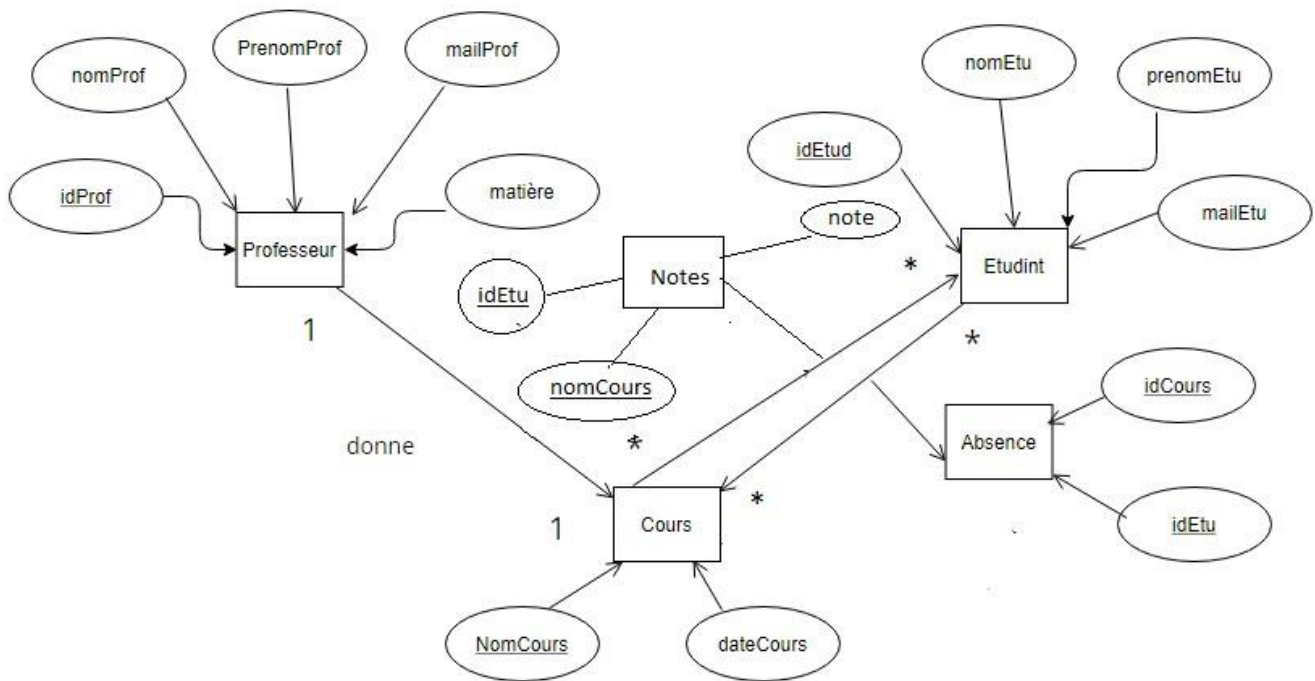 PrenomProf
mailProf
nomProf
nomEtu
prenomEtu
idEtud
idProf
matière
note
mailEtu
Professeur
Notes
*
Etudint
idEtu
1
*
nomCours
idCours
donne
*
Absence
*
1
Cours
idEtu
NomCours
dateCours